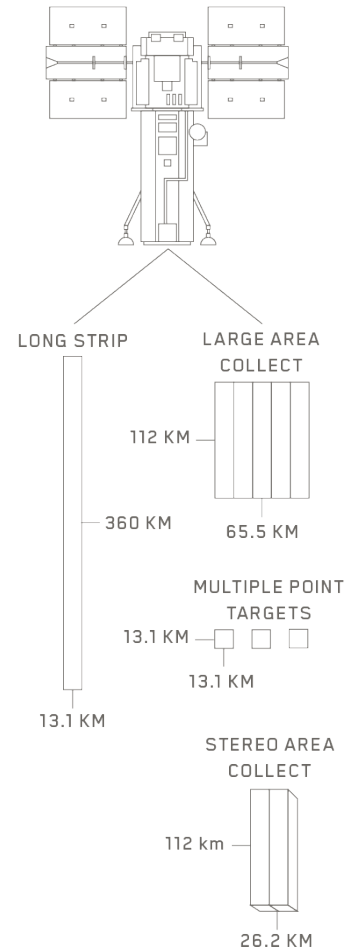 LONG STRIP
360 KM
13.1 KM
LARGE AREA
COLLECT
112 KM
65.5 KM
MULTIPLE POINT
TARGETS
13.1 KM
13.1 KM
STEREO AREA
COLLECT
112 km
26.2 KM